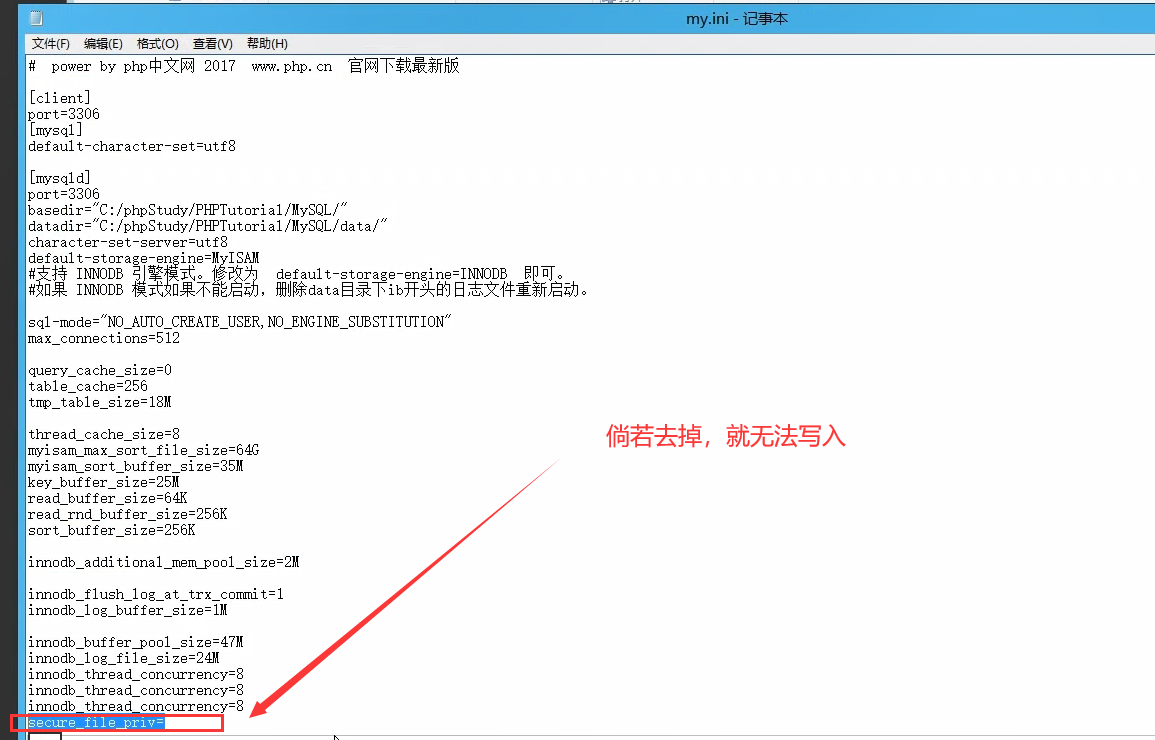 my.ini - 记事本
文件(F) 编辑(E) 格式(O) 查看(V) 帮助(H)
#  power by php中文网 2017  www.php.cn  官网下载最新版
[client]
port=3306
[mysql]
default-character-set=utf8
[mysqld]
port=3306
basedir="C:/phpStudy/PHPTutorial/MySQL/"
datadir="C:/phpStudy/PHPTutorial/MySQL/data/"
character-set-server=utf8
default-storage-engine=MyISAM
#支持 INNODB 引擎模式。修改为  default-storage-engine=INNODB  即可。
#如果 INNODB 模式如果不能启动，删除data目录下ib开头的日志文件重新启动。
sql-mode="NO_AUTO_CREATE_USER,NO_ENGINE_SUBSTITUTION"
max_connections=512
query_cache_size=0
table_cache=256
tmp_table_size=18M
thread_cache_size=8
myisam_max_sort_file_size=64G
myisam_sort_buffer_size=35M
key_buffer_size=25M
read_buffer_size=64K
read_rnd_buffer_size=256K
sort_buffer_size=256K
倘若去掉，就无法写入
innodb_additional_mem_pool_size=2M
innodb_flush_log_at_trx_commit=1
innodb_log_buffer_size=1M
innodb_buffer_pool_size=47M
innodb_log_file_size=24M
innodb_thread_concurrency=8
innodb_thread_concurrency=8
innodb_thread_concurrency=8
secure_file_priv=